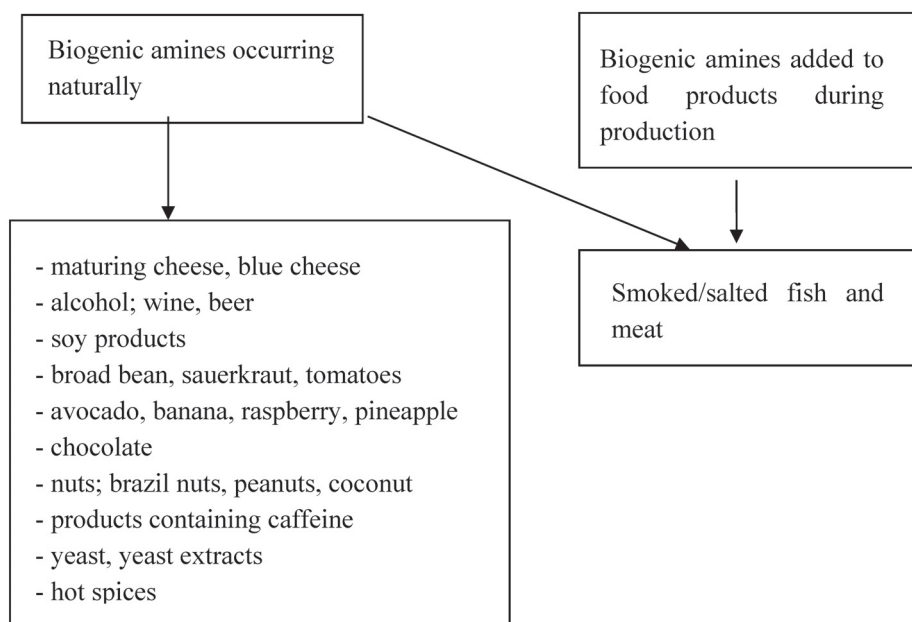 Biogenic amines occurring
naturally
Biogenic amines added to
food products during
production
- maturing cheese, blue cheese
- alcohol; wine, beer
- soy products
- broad bean, sauerkraut, tomatoes
- avocado, banana, raspberry, pineapple
- chocolate
- nuts; brazil nuts, peanuts, coconut
- products containing caffeine
- yeast, yeast extracts
- hot spices
Smoked/salted fish and
meat